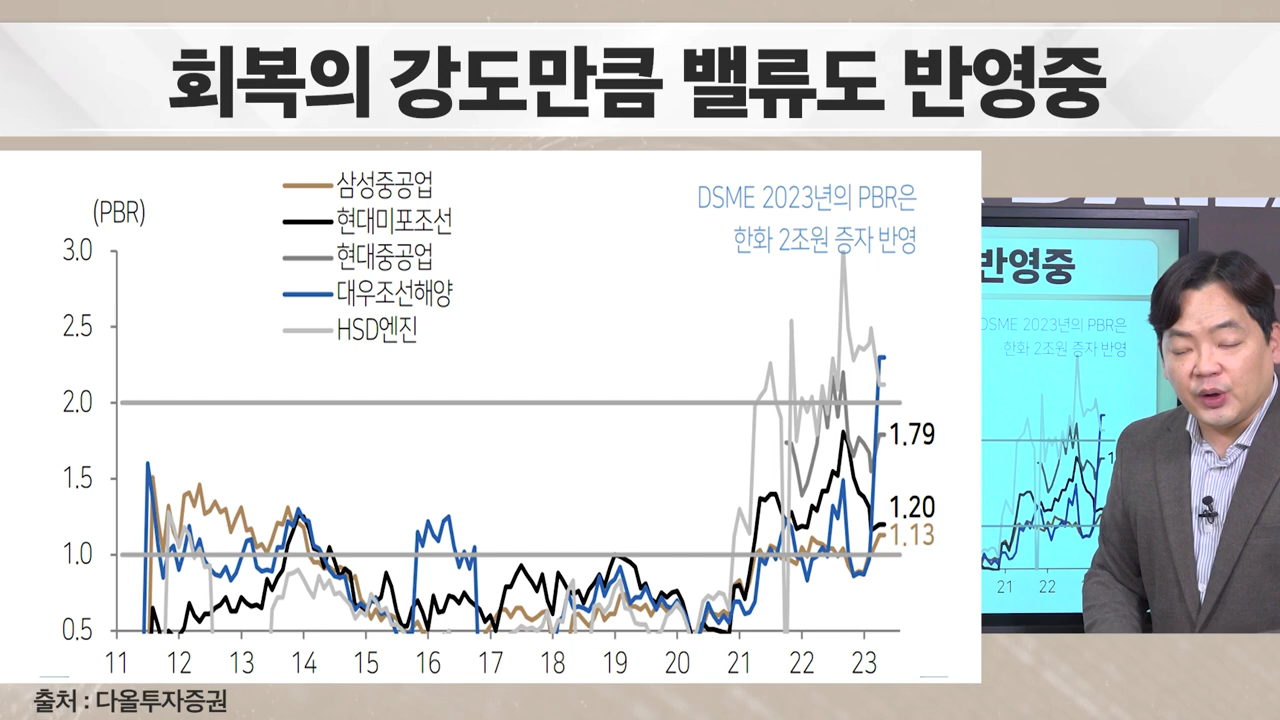 회복의 강도만큼 밸류도 반영중
(PBR)
삼성중공업
현대미포조선
현대중공업
대우조선해양
HSD엔진
DSME 2023년의 PBR은
한화 2조원 증자 반영
3.0
2.5
2.0
1.5
1.0
0.5
1.79
1.20
1.13
11 12 13 14 15 16 17 18 19 20 21 22 23
반영중
DSME 2023년의 PBR은
한화 2조원 증자 반영
21 22
출처 : 다올투자증권